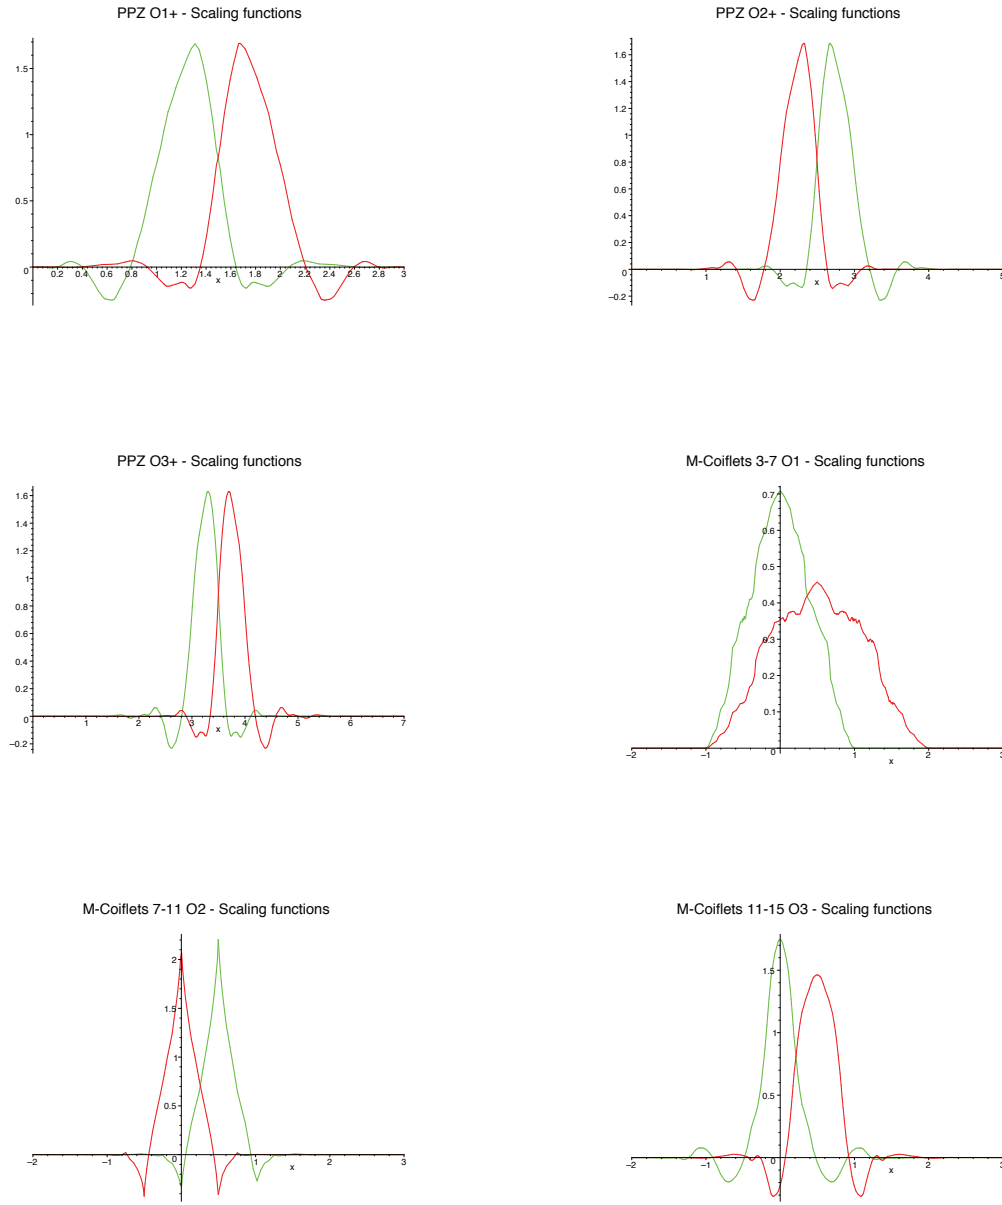 PPZ O1+ - Scaling functions
1.5
1
0.5
0
0.2 0.4 0.6 0.8 1 1.2 1.4 1.6 1.8 2 2.2 2.4 2.6 2.8 3
x
PPZ O2+ - Scaling functions
1.6
1.4
1.2
1
0.8
0.6
0.4
0.2
0
−0.2
1 2 3 4 5
x
PPZ O3+ - Scaling functions
1.6
1.4
1.2
1
0.8
0.6
0.4
0.2
0
−0.2
1 2 3 4 5 6 7
x
M-Coiflets 3-7 O1 - Scaling functions
0.7
0.6
0.5
0.4
0.3
0.2
0.1
0
−2 −1 1 2 3
x
M-Coiflets 7-11 O2 - Scaling functions
2
1.5
1
0.5
0
−2 −1 1 2 3
x
M-Coiflets 11-15 O3 - Scaling functions
1.5
1
0.5
0
−2 −1 1 2 3
x